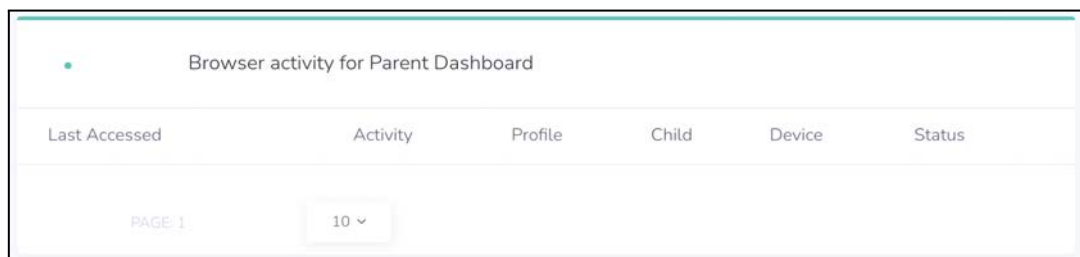 Browser activity for Parent Dashboard
Last Accessed Activity Profile Child Device Status
PAGE: 1 10